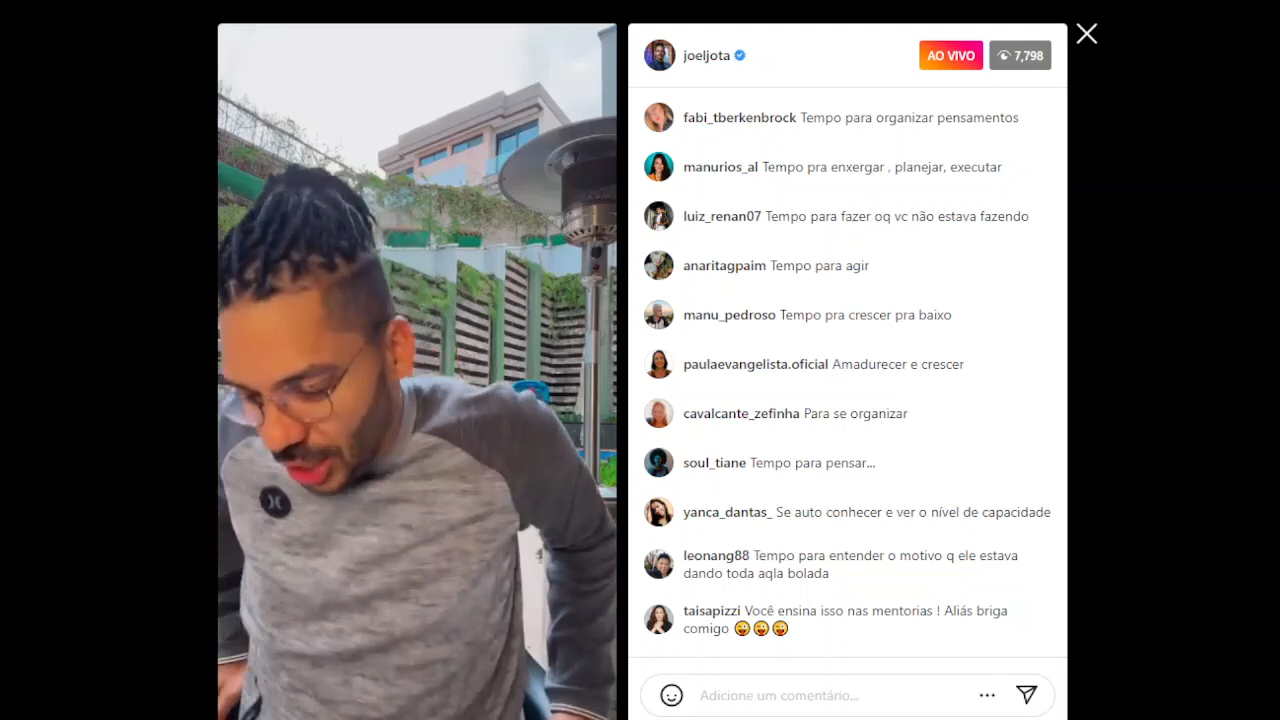 joeljota
AO VIVO
7,798
fabi_tberkenbrock Tempo para organizar pensamentos
manurios_al Tempo pra enxergar , planejar, executar
luiz_renan07 Tempo para fazer oq vc não estava fazendo
anaritagpaim Tempo para agir
manu_pedroso Tempo pra crescer pra baixo
paulaevangelista.oficial Amadurecer e crescer
cavalcante_zefinha Para se organizar
soul_tiane Tempo para pensar...
yanca_dantas_ Se auto conhecer e ver o nível de capacidade
leonang88 Tempo para entender o motivo q ele estava
dando toda aqla bolada
taisapizzi Você ensina isso nas mentorias ! Aliás briga
comigo 😜😜😜
Adicione um comentário...